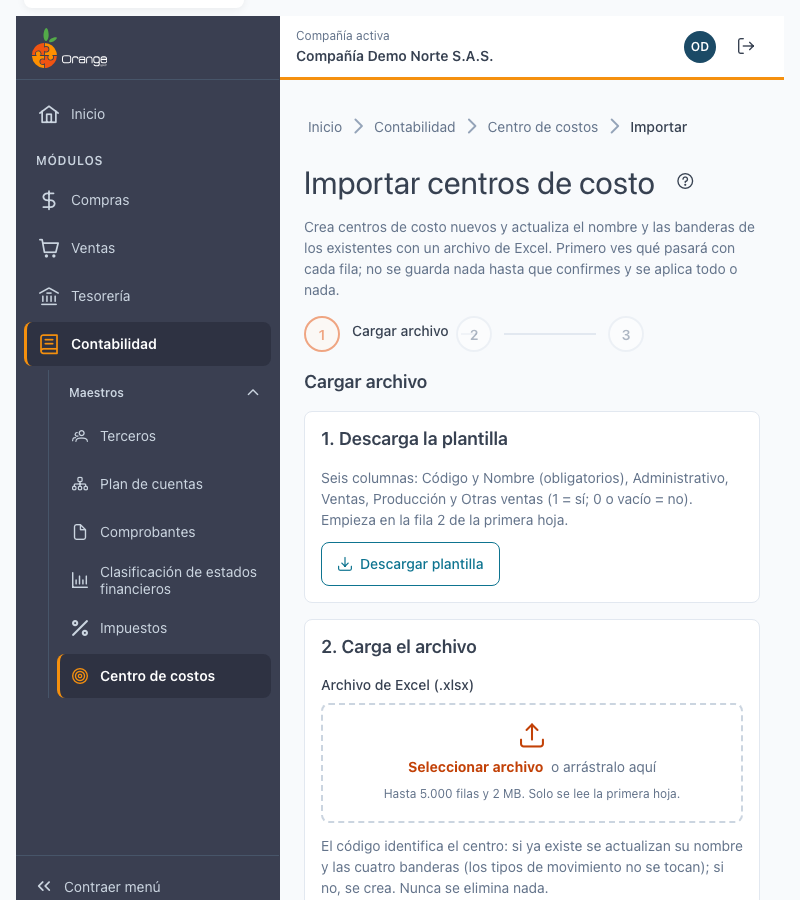 Orange
Inicio
MÓDULOS
Compras
Ventas
Tesorería
Contabilidad
Maestros
Terceros
Plan de cuentas
Comprobantes
Clasificación de estados
financieros
Impuestos
Centro de costos
Contraer menú
Compañía activa
Compañía Demo Norte S.A.S.
OD
Inicio
Contabilidad
Centro de costos
Importar
Importar centros de costo
Crea centros de costo nuevos y actualiza el nombre y las banderas de
los existentes con un archivo de Excel. Primero ves qué pasará con
cada fila; no se guarda nada hasta que confirmes y se aplica todo o
nada.
1 Cargar archivo 2 3
Cargar archivo
1. Descarga la plantilla
Seis columnas: Código y Nombre (obligatorios), Administrativo,
Ventas, Producción y Otras ventas (1 = sí; 0 o vacío = no).
Empieza en la fila 2 de la primera hoja.
Descargar plantilla
2. Carga el archivo
Archivo de Excel (.xlsx)
Seleccionar archivo o arrástralo aquí
Hasta 5.000 filas y 2 MB. Solo se lee la primera hoja.
El código identifica el centro: si ya existe se actualizan su nombre
y las cuatro banderas (los tipos de movimiento no se tocan); si
no, se crea. Nunca se elimina nada.